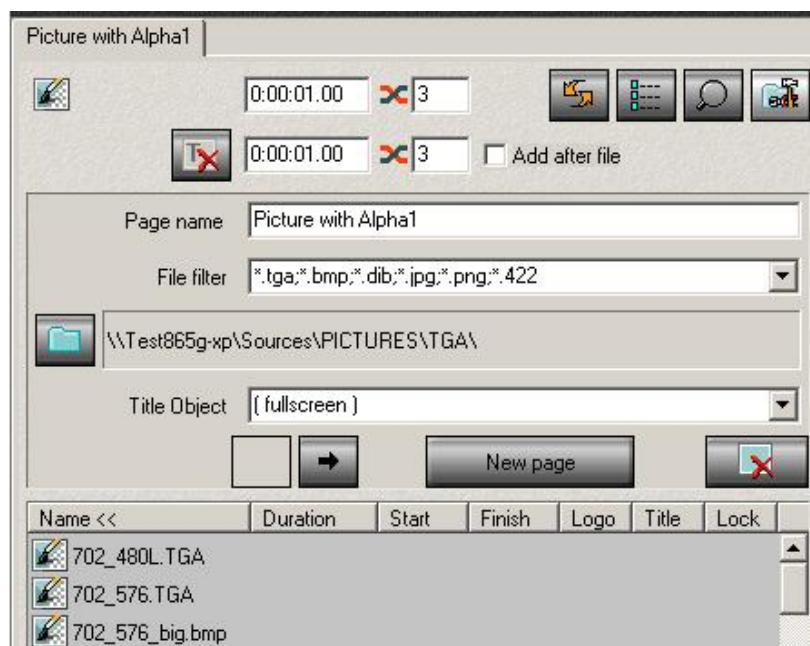 Picture with Alpha1
0:00:01.00 3
0:00:01.00 3 Add after file
Page name Picture with Alpha1
File filter *.tga;*.bmp;*.dib;*.jpg;*.png;*.422
\\Test865g-xp\Sources\PICTURES\TGA\
Title Object ( fullscreen )
New page
Name << Duration Start Finish Logo Title Lock
702_480L.TGA
702_576.TGA
702_576_big.bmp